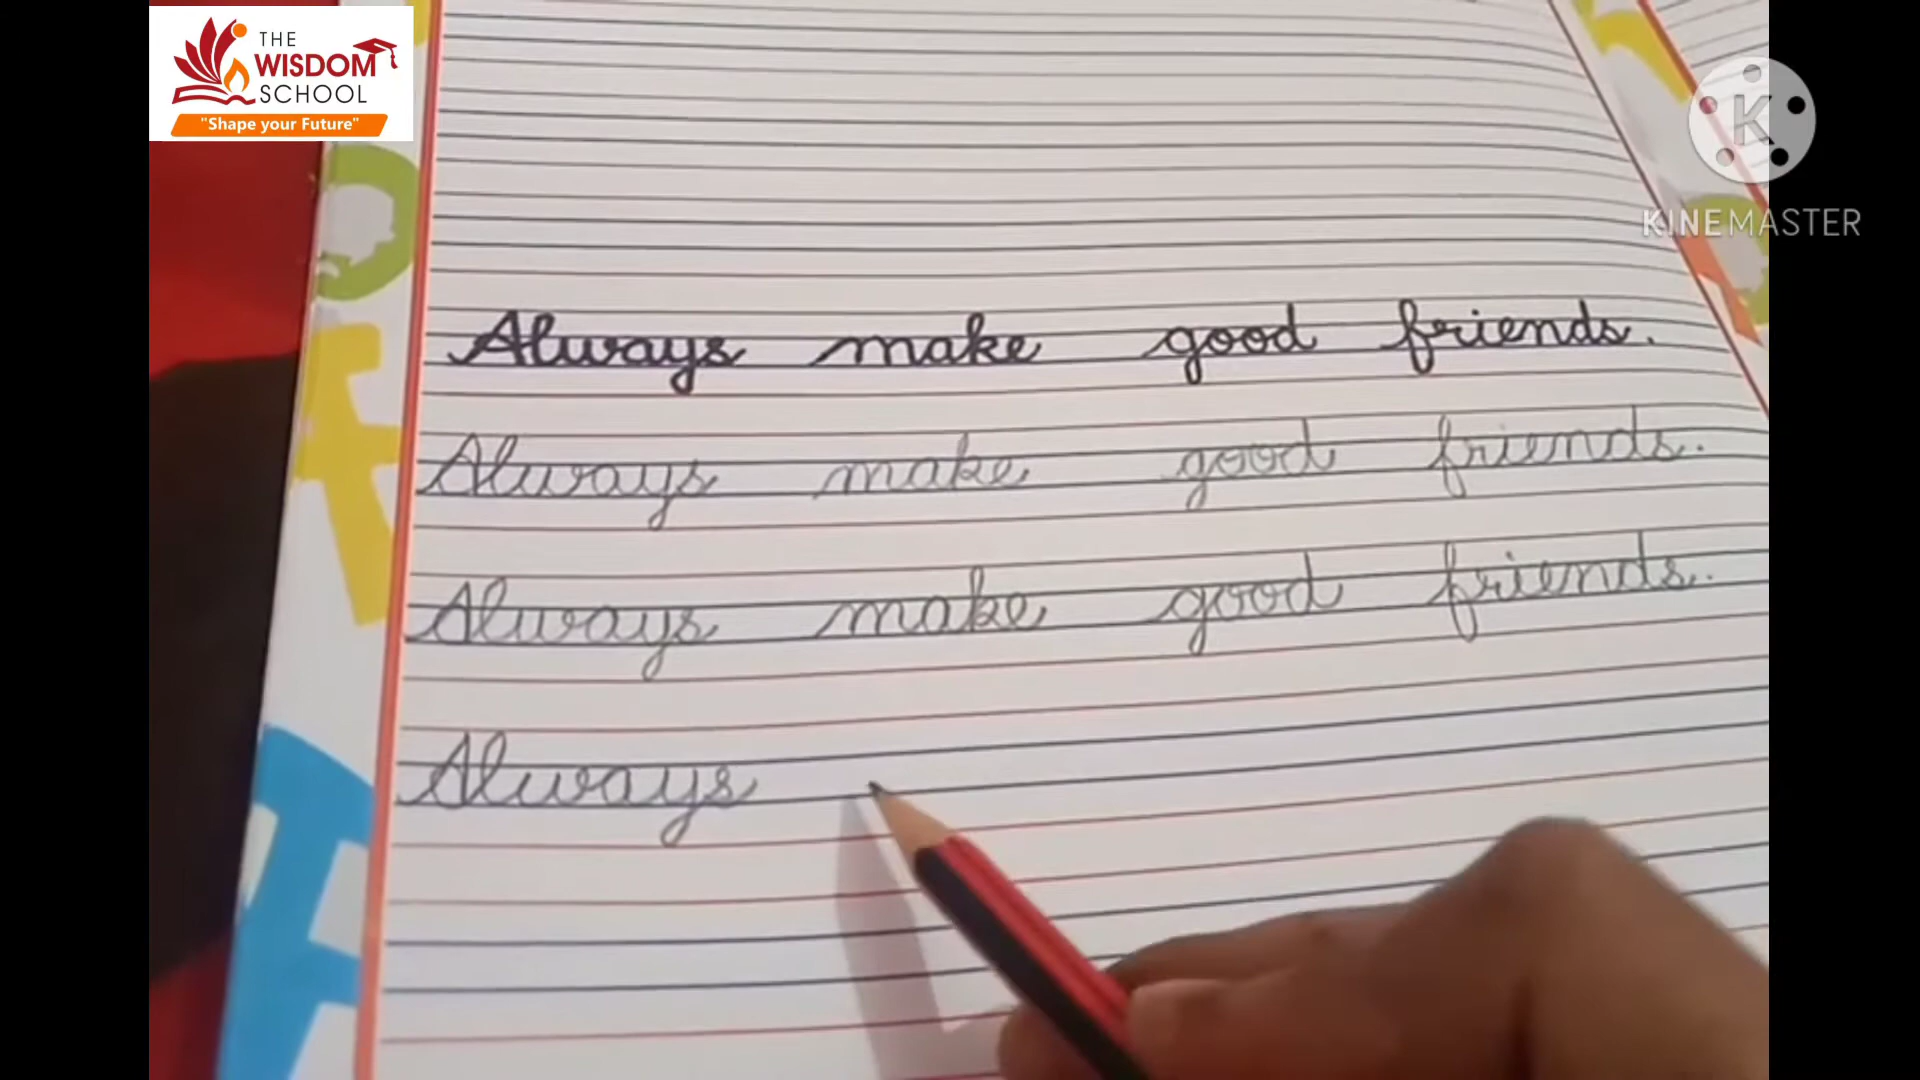 THE
WISDOM
SCHOOL
"Shape your Future"
K
KINEMASTER
Always make good friends.
Always make good friends.
Always make good friends.
Always